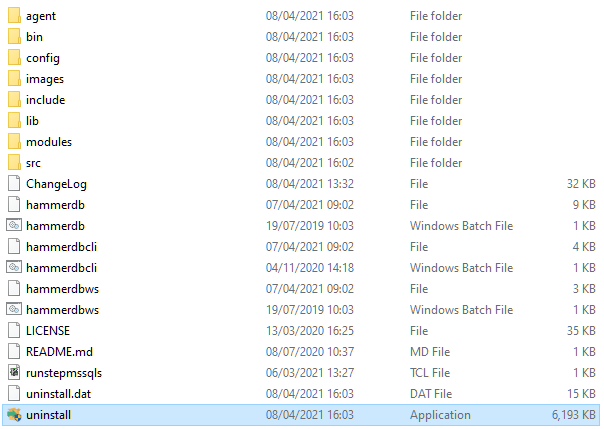 agent 08/04/2021 16:03 File folder
bin 08/04/2021 16:03 File folder
config 08/04/2021 16:03 File folder
images 08/04/2021 16:03 File folder
include 08/04/2021 16:03 File folder
lib 08/04/2021 16:03 File folder
modules 08/04/2021 16:03 File folder
src 08/04/2021 16:02 File folder
ChangeLog 08/04/2021 13:32 File 32 KB
hammerdb 07/04/2021 09:02 File 9 KB
hammerdb 19/07/2019 10:03 Windows Batch File 1 KB
hammerdbcli 07/04/2021 09:02 File 4 KB
hammerdbcli 04/11/2020 14:18 Windows Batch File 1 KB
hammerdbws 07/04/2021 09:02 File 3 KB
hammerdbws 19/07/2019 10:03 Windows Batch File 1 KB
LICENSE 13/03/2020 16:25 File 35 KB
README.md 08/07/2020 10:37 MD File 1 KB
runstepmssqls 06/03/2021 13:27 TCL File 1 KB
uninstall.dat 08/04/2021 16:03 DAT File 15 KB
uninstall 08/04/2021 16:03 Application 6,193 KB